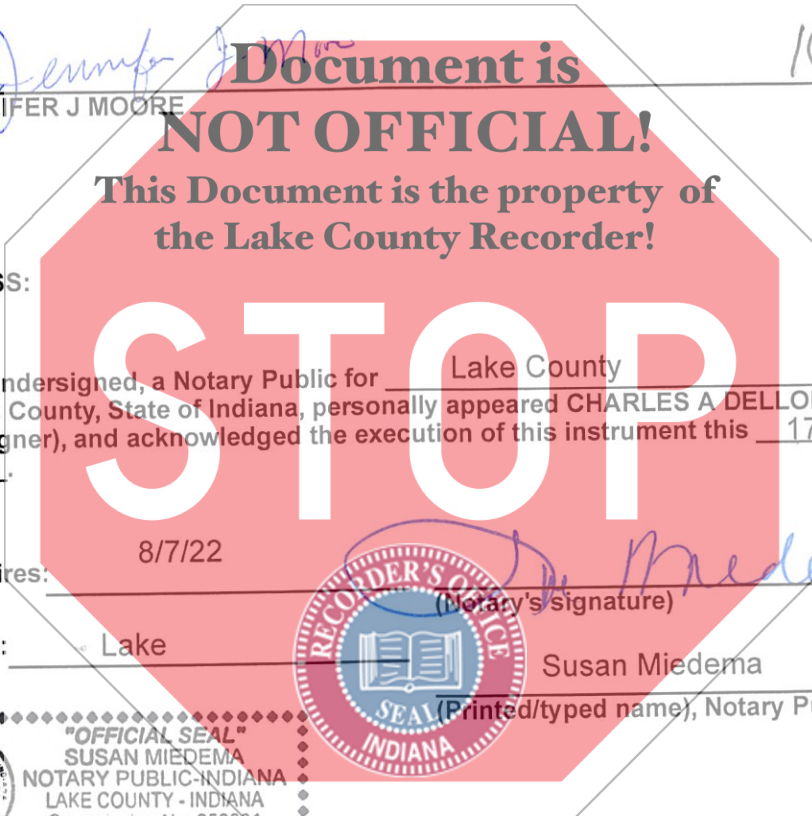 Jennifer J. Moore
Document is
IFER J MOORE
NOT OFFICIAL!
This Document is the property of
the Lake County Recorder!
SS:
STOP
ndersigned, a Notary Public for Lake County
County, State of Indiana, personally appeared CHARLES A DELLO
gner), and acknowledged the execution of this instrument this 17
8/7/22
ires:
(Notary's signature)
: Lake
Susan Miedema
(Printed/typed name), Notary P
RECORDER'S OFFICE
SEAL
INDIANA
"OFFICIAL SEAL"
SUSAN MIEDEMA
NOTARY PUBLIC-INDIANA
LAKE COUNTY - INDIANA